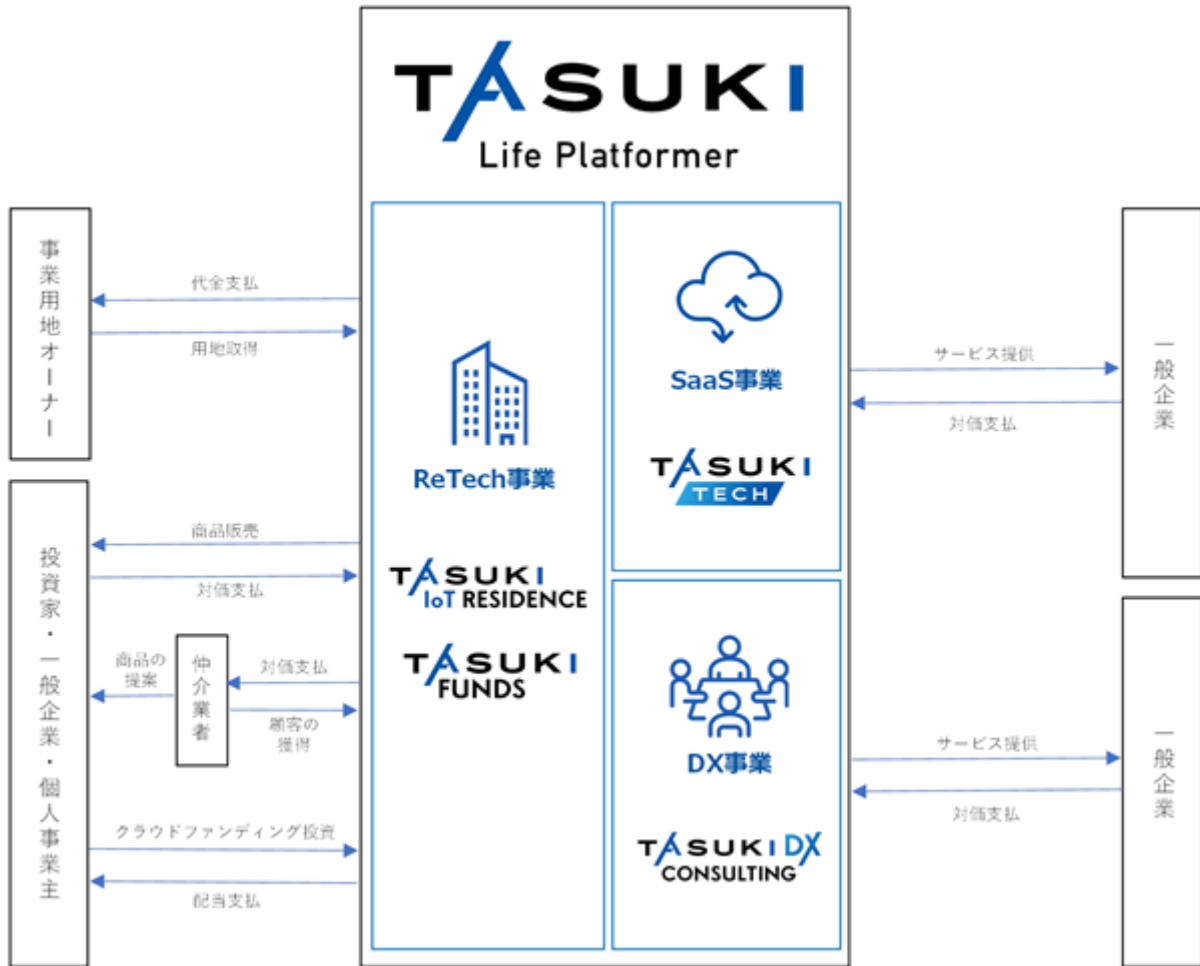 TASUKI
Life Platformer
事業用地オーナー
代金支払
用地取得
投資家・一般企業・個人事業主
商品販売
対価支払
商品の
提案
仲介業者
対価支払
顧客の
獲得
クラウドファンディング投資
配当支払
ReTech事業
TASUKI
IoT RESIDENCE
TASUKI
FUNDS
SaaS事業
TASUKI
TECH
DX事業
TASUKI DX
CONSULTING
サービス提供
対価支払
一般企業
サービス提供
対価支払
一般企業